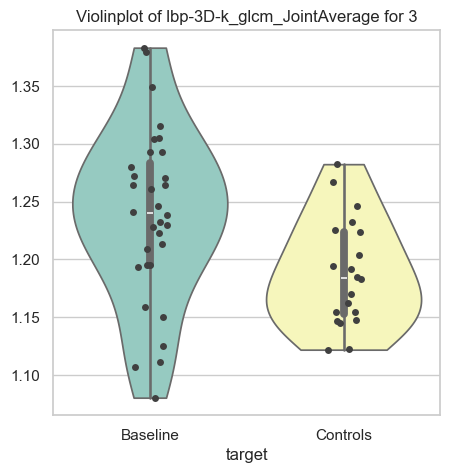 Violinplot of lbp-3D-k_glcm_JointAverage for 3
1.35
1.30
1.25
1.20
1.15
1.10
Baseline
Controls
target